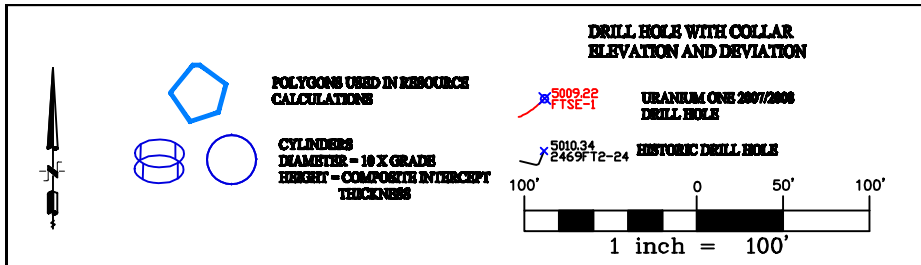 DRILL HOLE WITH COLLAR
ELEVATION AND DEVIATION
POLYGONS USED IN RESOURCE
CALCULATIONS
5009.22
FTSE-1
URANIUM ONE 2007/2008
DRILL HOLE
N
CYLINDERS
DIAMETER = 10 X GRADE
HEIGHT = COMPOSITE INTERCEPT
THICKNESS
5010.34
2469FT2-24
HISTORIC DRILL HOLE
100' 0 50' 100'
1 inch = 100'